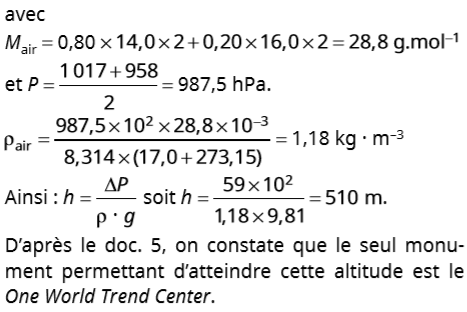 avec
M_air = 0,80 × 14,0 × 2 + 0,20 × 16,0 × 2 = 28,8 g.mol⁻¹
et P = (1 017 + 958) / 2 = 987,5 hPa.
ρ_air = (987,5 × 10² × 28,8 × 10⁻³) / (8,314 × (17,0 + 273,15)) = 1,18 kg · m⁻³
Ainsi : h = ΔP / (ρ · g) soit h = (59 × 10²) / (1,18 × 9,81) = 510 m.
D’après le doc. 5, on constate que le seul monu-
ment permettant d’atteindre cette altitude est le
One World Trend Center.